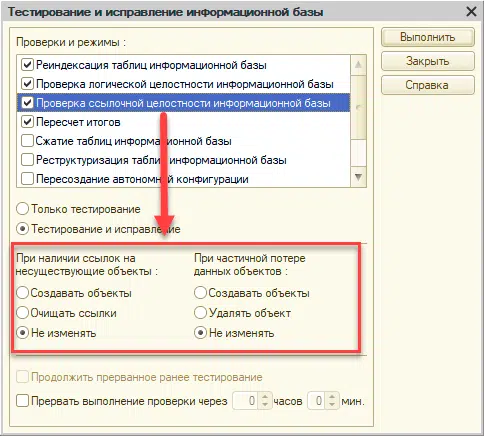 Тестирование и исправление информационной базы
Проверки и режимы :
Выполнить
Закрыть
Справка
Реиндексация таблиц информационной базы
Проверка логической целостности информационной базы
Проверка ссылочной целостности информационной базы
Пересчет итогов
Сжатие таблиц информационной базы
Реструктуризация таблиц информационной базы
Пересоздание автономной конфигурации
Только тестирование
Тестирование и исправление
При наличии ссылок на
несуществующие объекты :
Создавать объекты
Очищать ссылки
Не изменять
При частичной потере
данных объектов :
Создавать объекты
Удалять объект
Не изменять
Продолжить прерванное ранее тестирование
Прервать выполнение проверки через 0 часов 0 мин.